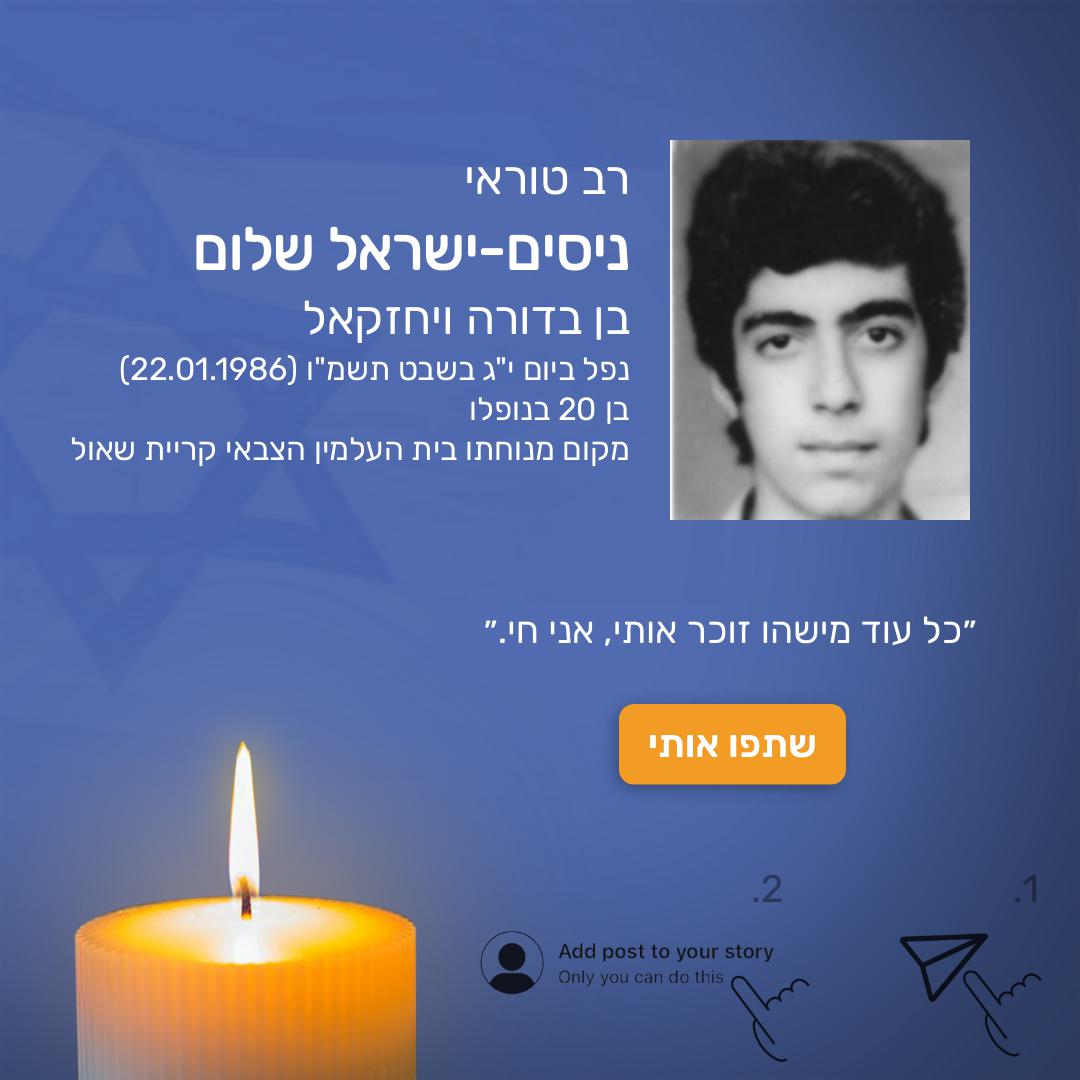 רב טוראי
ניסים-ישראל שלום
בן בדורה ויחזקאל
נפל ביום י"ג בשבט תשמ"ו (22.01.1986)
בן 20 בנופלו
מקום מנוחתו בית העלמין הצבאי קריית שאול
״כל עוד מישהו זוכר אותי, אני חי.״
שתפו אותי
1.
2.
Add post to your story
Only you can do this